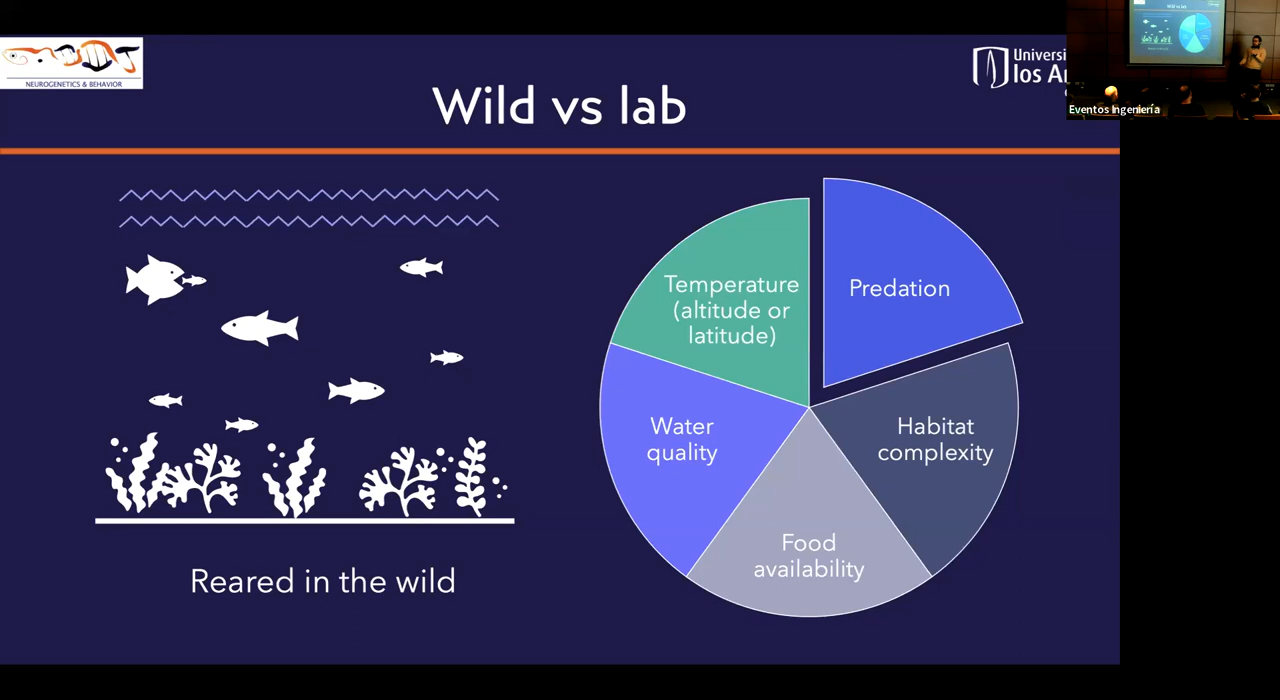 NEUROGENETICS & BEHAVIOR
Wild vs lab
Eventos Ingeniería
Temperature
(altitude or
latitude)
Predation
Water
quality
Habitat
complexity
Food
availability
Reared in the wild